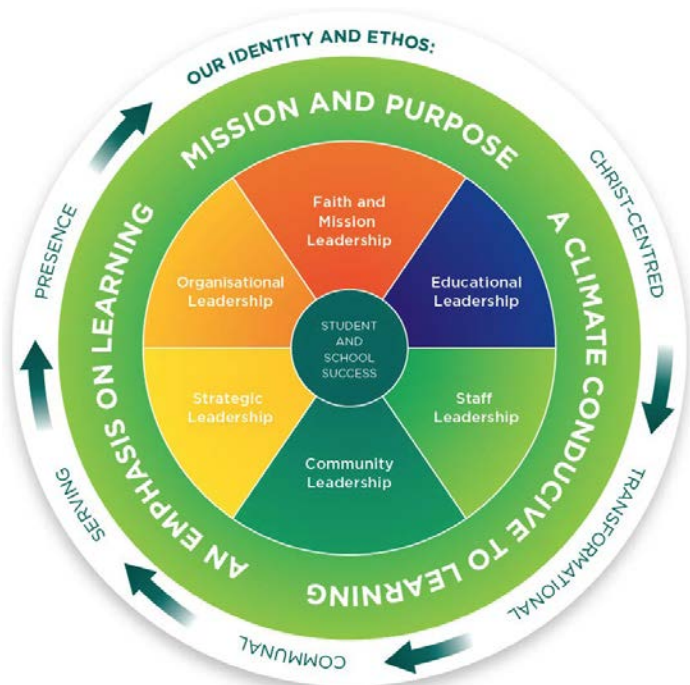 OUR IDENTITY AND ETHOS:
CHRIST-CENTRED
TRANSFORMATIONAL
COMMUNAL
SERVING
PRESENCE
MISSION AND PURPOSE
A CLIMATE CONDUCIVE TO LEARNING
AN EMPHASIS ON LEARNING
Faith and
Mission
Leadership
Educational
Leadership
Staff
Leadership
Community
Leadership
Strategic
Leadership
Organisational
Leadership
STUDENT
AND
SCHOOL
SUCCESS